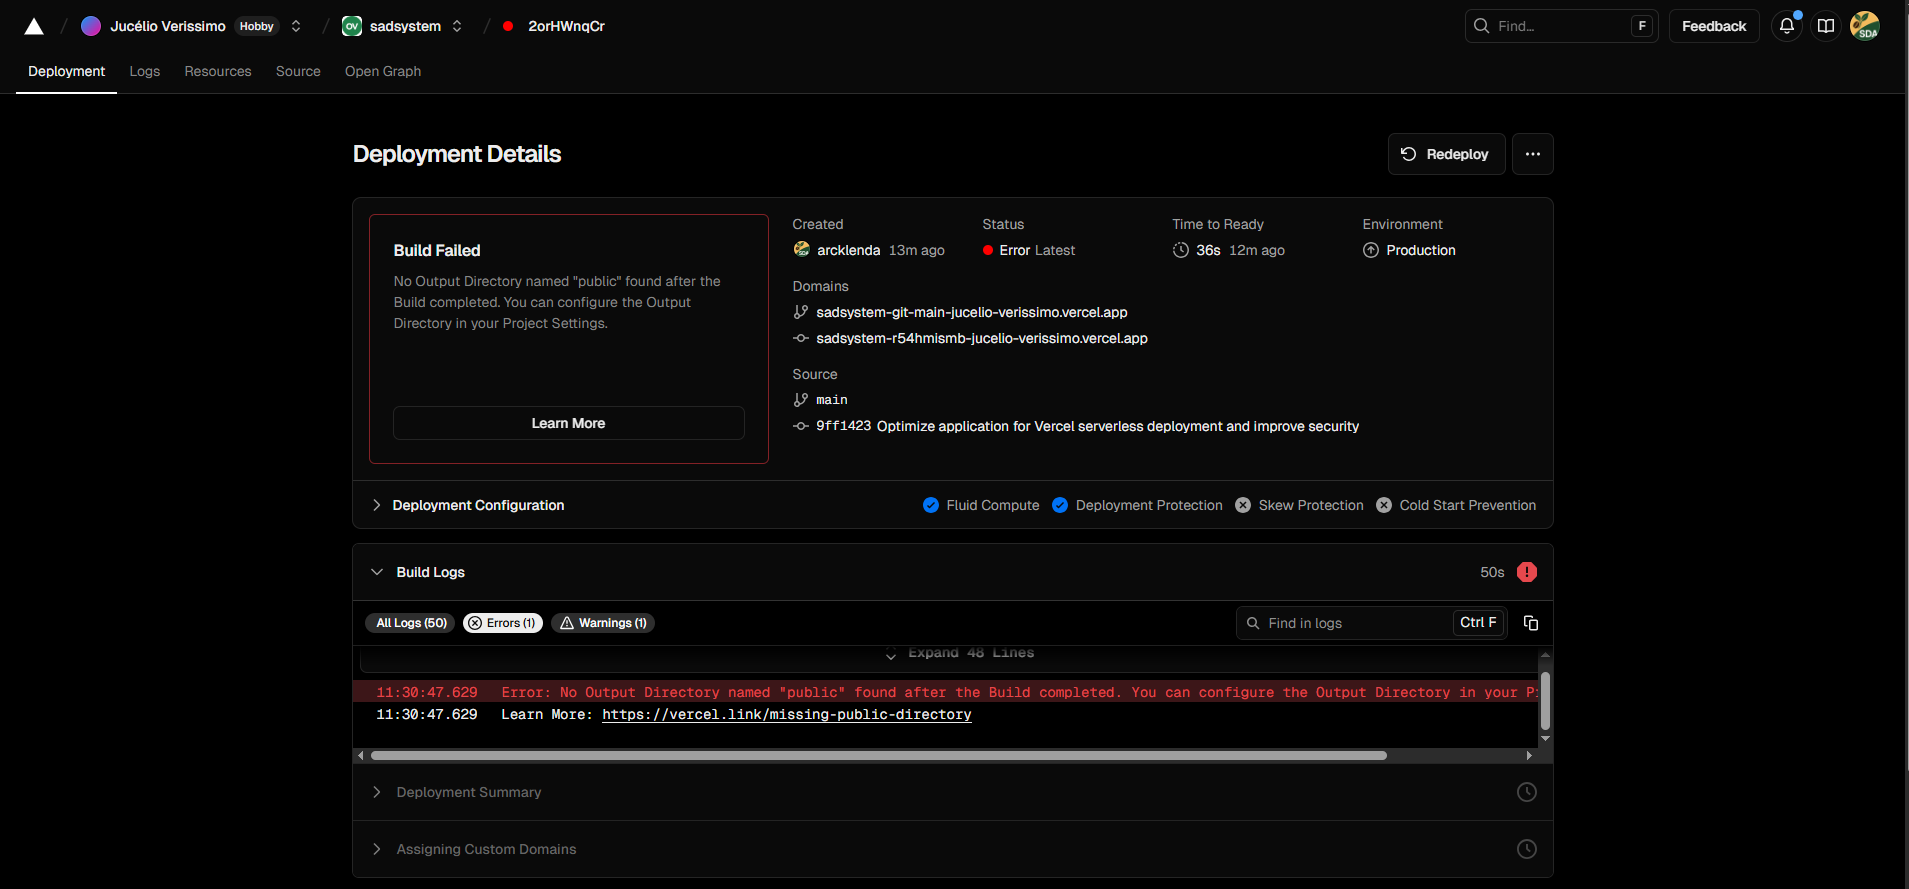 Jucélio Verissimo Hobby / OV sadsystem / 2orHWnqCr
Find... F Feedback SDA
Deployment Logs Resources Source Open Graph
Deployment Details
Redeploy
Build Failed
No Output Directory named "public" found after the
Build completed. You can configure the Output
Directory in your Project Settings.
Learn More
Created Status Time to Ready Environment
arcklenda 13m ago Error Latest 36s 12m ago Production
Domains
sadsystem-git-main-jucelio-verissimo.vercel.app
sadsystem-r54hmismb-jucelio-verissimo.vercel.app
Source
main
9ff1423 Optimize application for Vercel serverless deployment and improve security
Deployment Configuration Fluid Compute Deployment Protection Skew Protection Cold Start Prevention
Build Logs 50s
All Logs (50) Errors (1) Warnings (1) Find in logs Ctrl F
Expand 48 Lines
11:30:47.629 Error: No Output Directory named "public" found after the Build completed. You can configure the Output Directory in your P
11:30:47.629 Learn More: https://vercel.link/missing-public-directory
Deployment Summary
Assigning Custom Domains